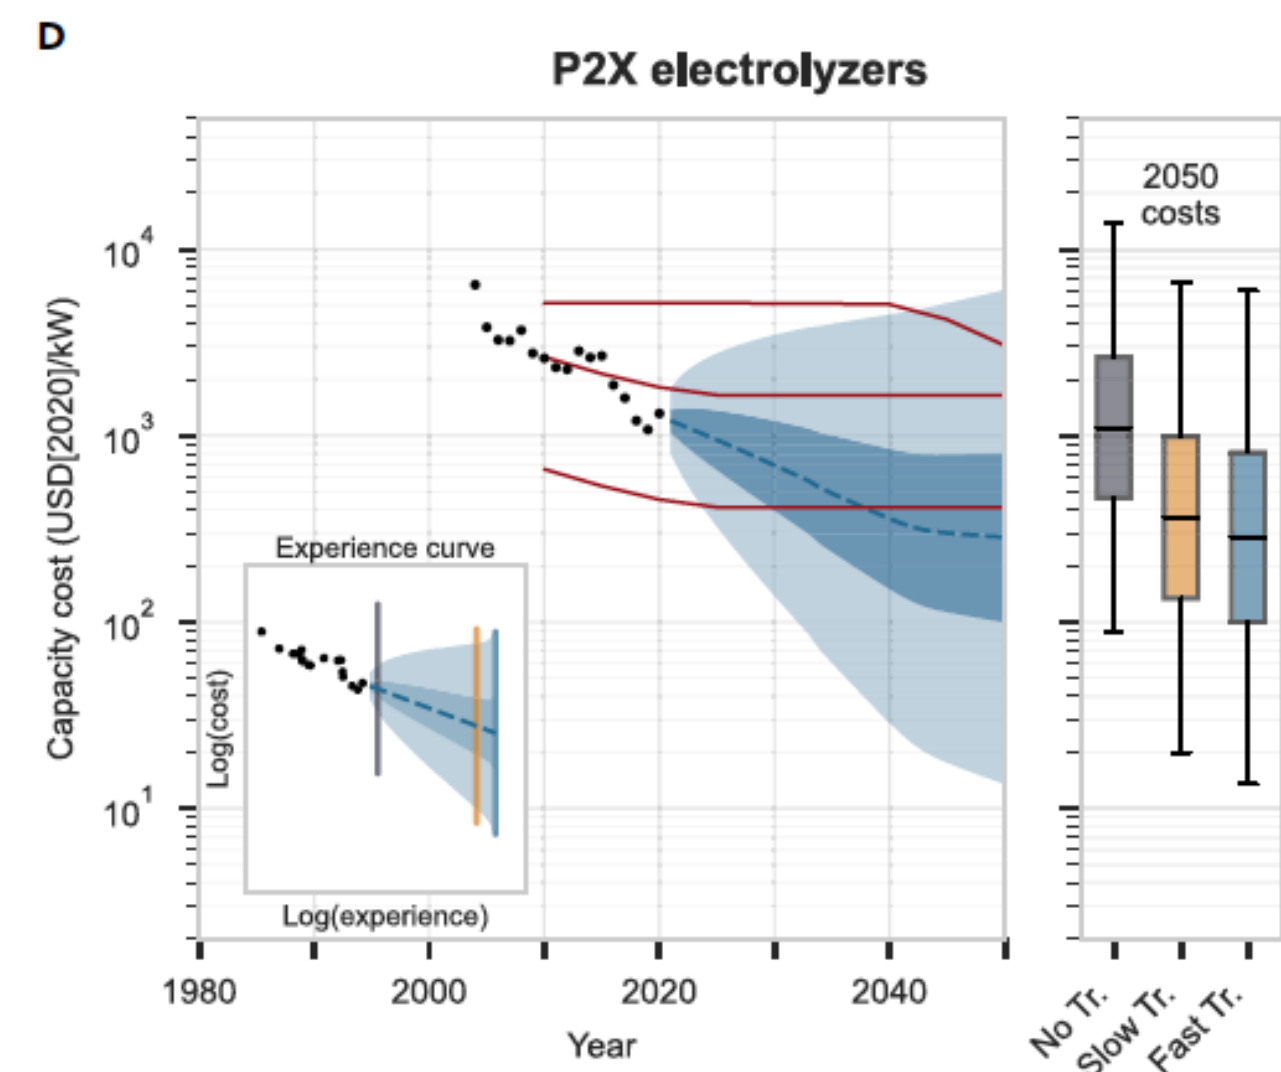 D
P2X electrolyzers
Capacity cost (USD[2020]/kW)
10^4
10^3
10^2
10^1
Experience curve
Log(cost)
Log(experience)
1980
2000
2020
2040
Year
2050
costs
No Tr.
Slow Tr.
Fast Tr.